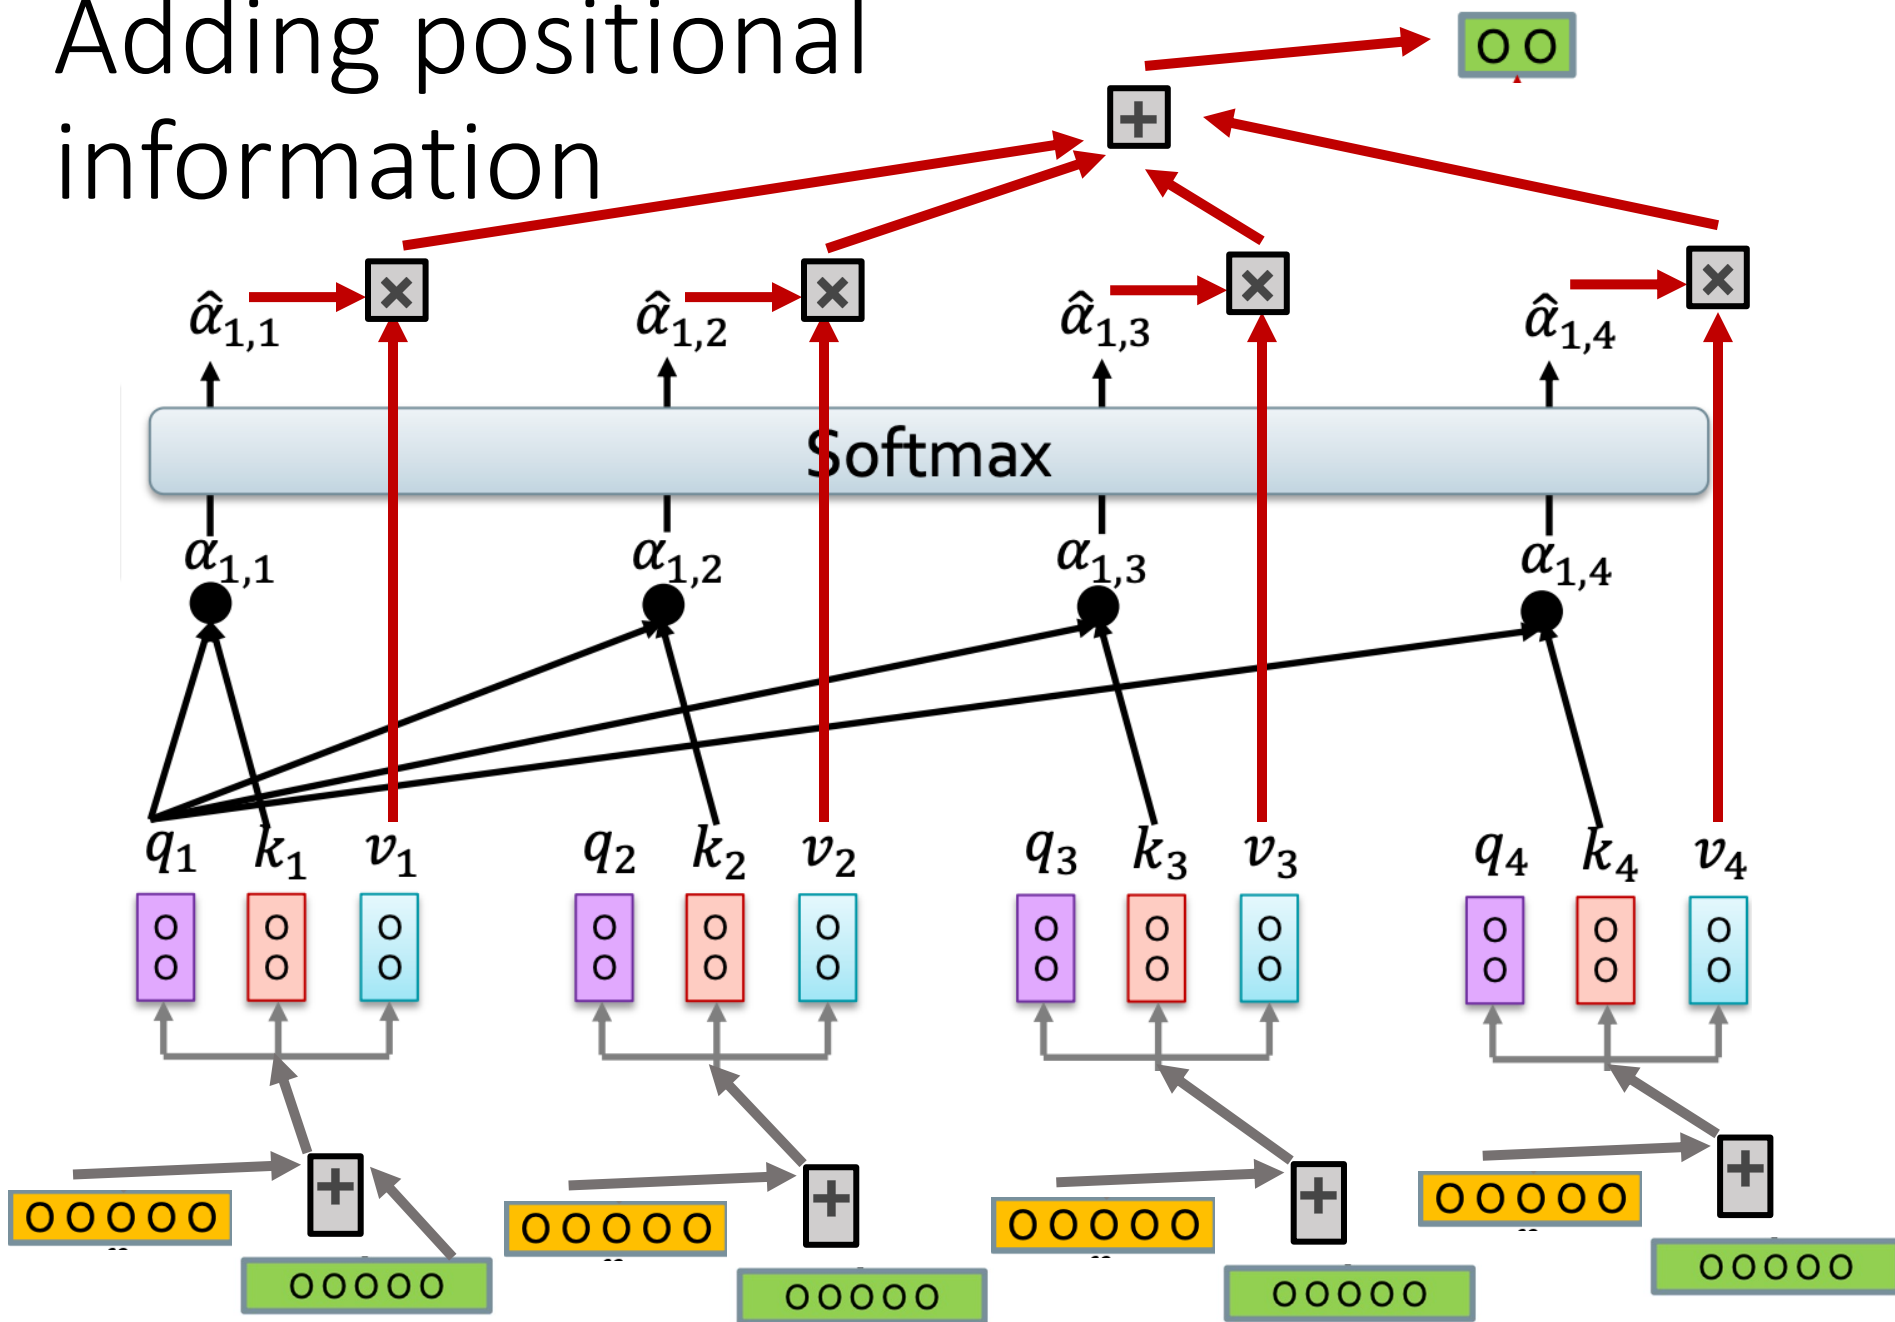 Adding positional
information
O O
+
× × × ×
α̂1,1 α̂1,2 α̂1,3 α̂1,4
Softmax
α1,1 α1,2 α1,3 α1,4
q1 k1 v1 q2 k2 v2 q3 k3 v3 q4 k4 v4
O O O O O O O O O O O O
O O O O O O O O O O O O
+ + + +
O O O O O O O O O O O O O O O O O O O O
O O O O O O O O O O O O O O O O O O O O